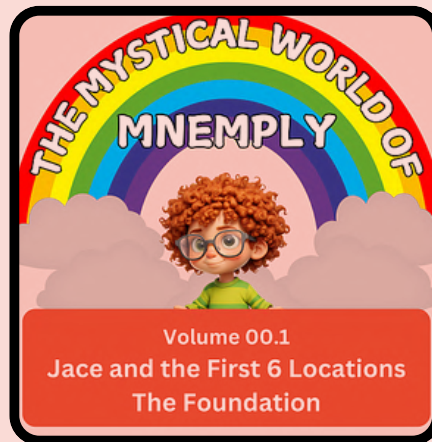 THE MYSTICAL WORLD OF
MNEMPLY
Volume 00.1
Jace and the First 6 Locations
The Foundation